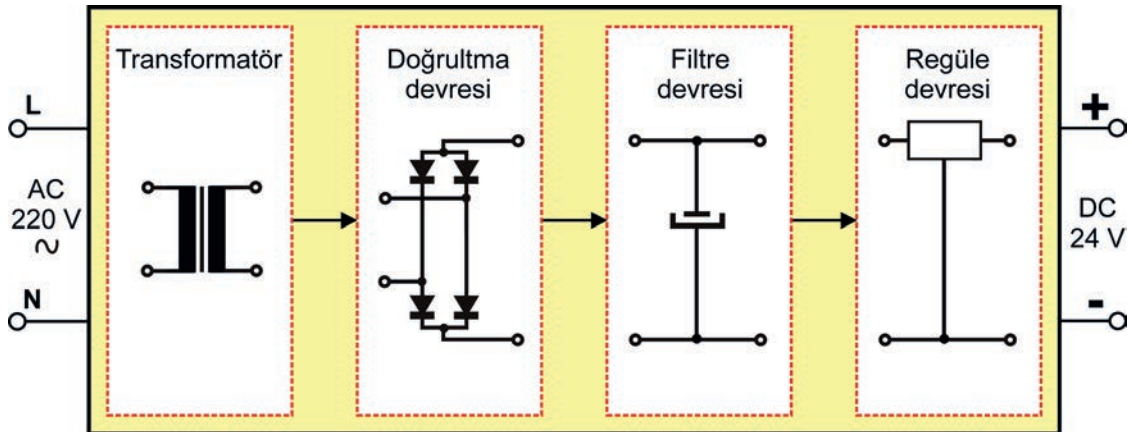 Transformatör
Doğrultma
devresi
Filtre
devresi
Regüle
devresi
L
AC
220 V
~
N
+
DC
24 V
-